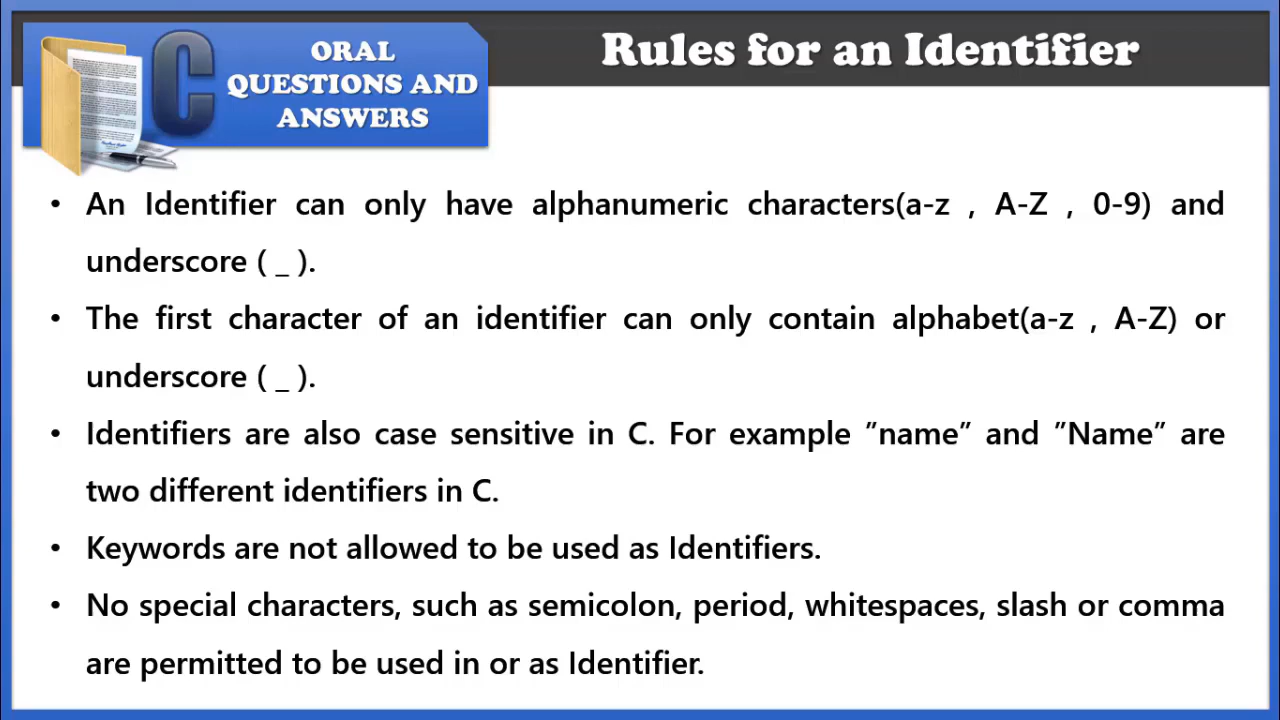 C
ORAL
QUESTIONS AND
ANSWERS
Rules for an Identifier
• An Identifier can only have alphanumeric characters(a-z , A-Z , 0-9) and
underscore ( _ ).
• The first character of an identifier can only contain alphabet(a-z , A-Z) or
underscore ( _ ).
• Identifiers are also case sensitive in C. For example ”name” and ”Name” are
two different identifiers in C.
• Keywords are not allowed to be used as Identifiers.
• No special characters, such as semicolon, period, whitespaces, slash or comma
are permitted to be used in or as Identifier.